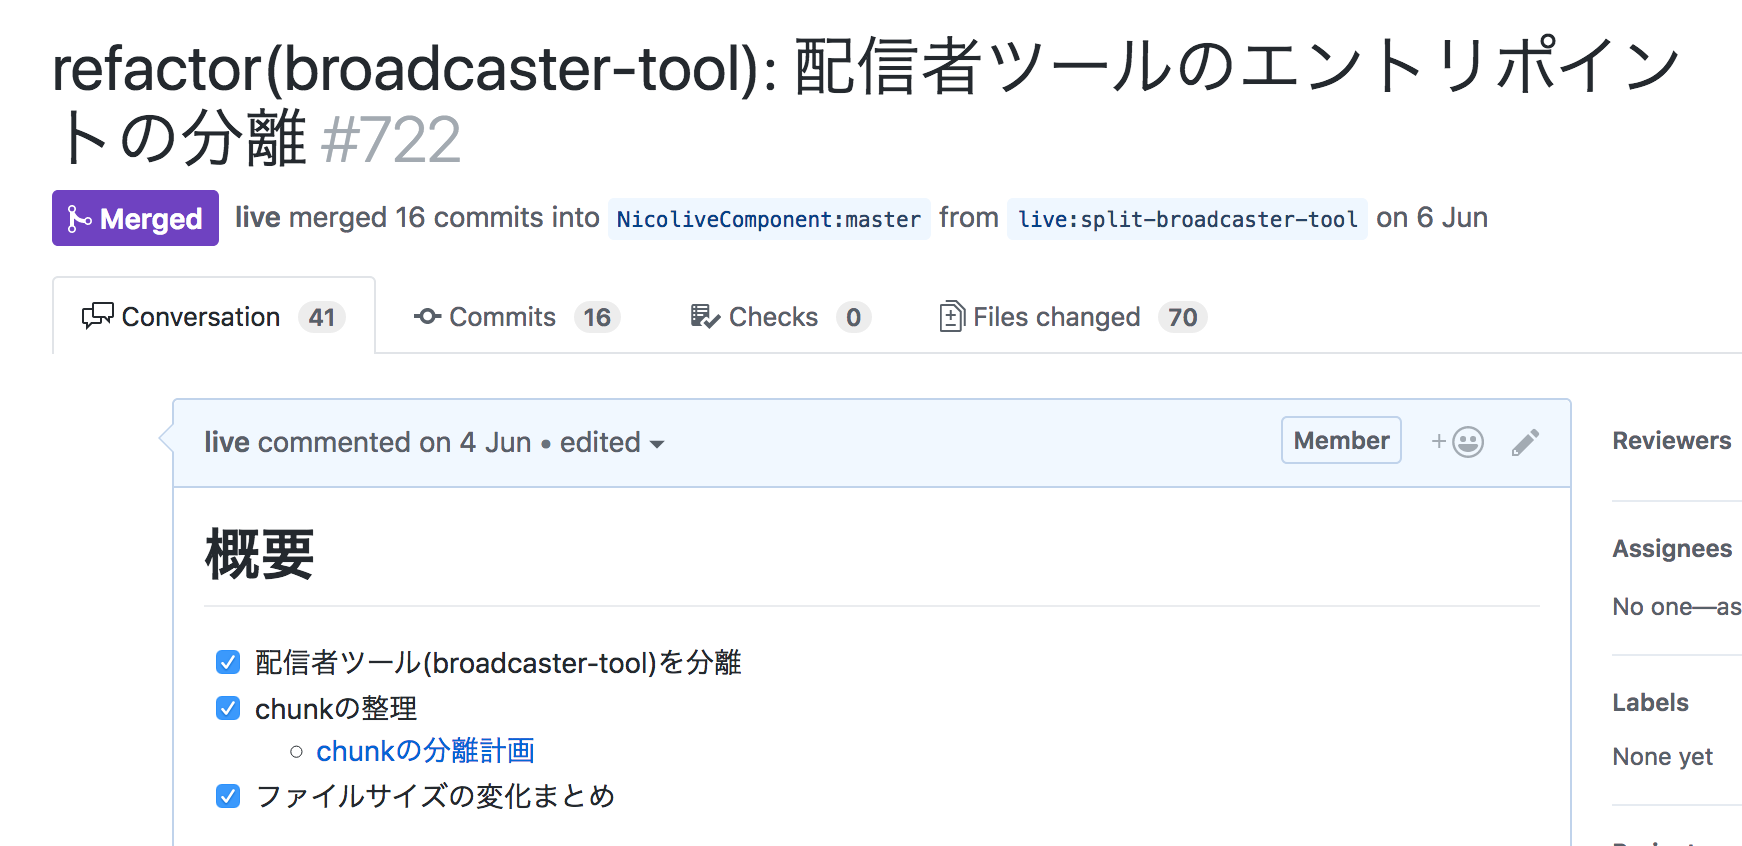 refactor(broadcaster-tool): 配信者ツールのエントリポイン
トの分離 #722
Merged live merged 16 commits into NicoliveComponent:master from live:split-broadcaster-tool on 6 Jun
Conversation 41 Commits 16 Checks 0 Files changed 70
live commented on 4 Jun • edited Member
Reviewers
概要
Assignees
No one—as
配信者ツール(broadcaster-tool)を分離
chunkの整理
Labels
chunkの分離計画
None yet
ファイルサイズの変化まとめ